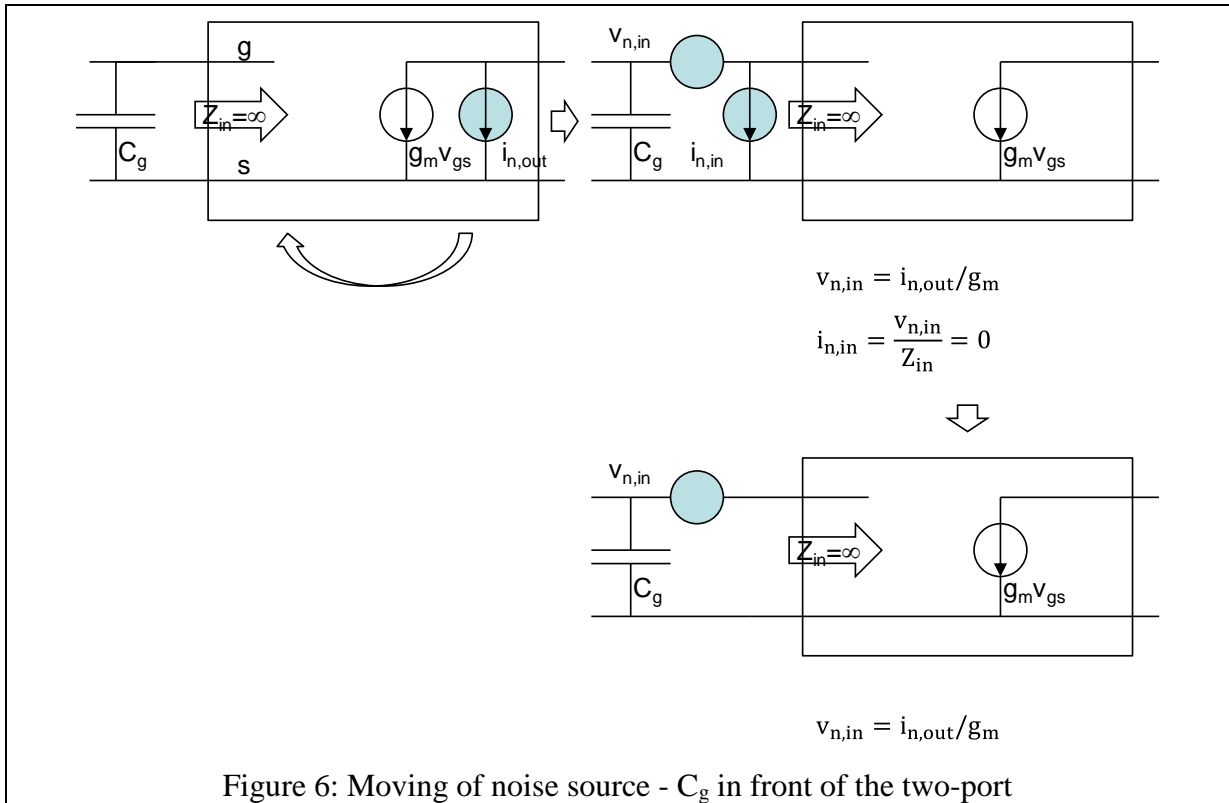 g
Z_in=∞
C_g
s
g_m v_gs
i_n,out
v_n,in
C_g
i_n,in
Z_in=∞
g_m v_gs
v_n,in = i_n,out/g_m
i_n,in = v_n,in/Z_in = 0
v_n,in
Z_in=∞
C_g
g_m v_gs
v_n,in = i_n,out/g_m
Figure 6: Moving of noise source - C_g in front of the two-port